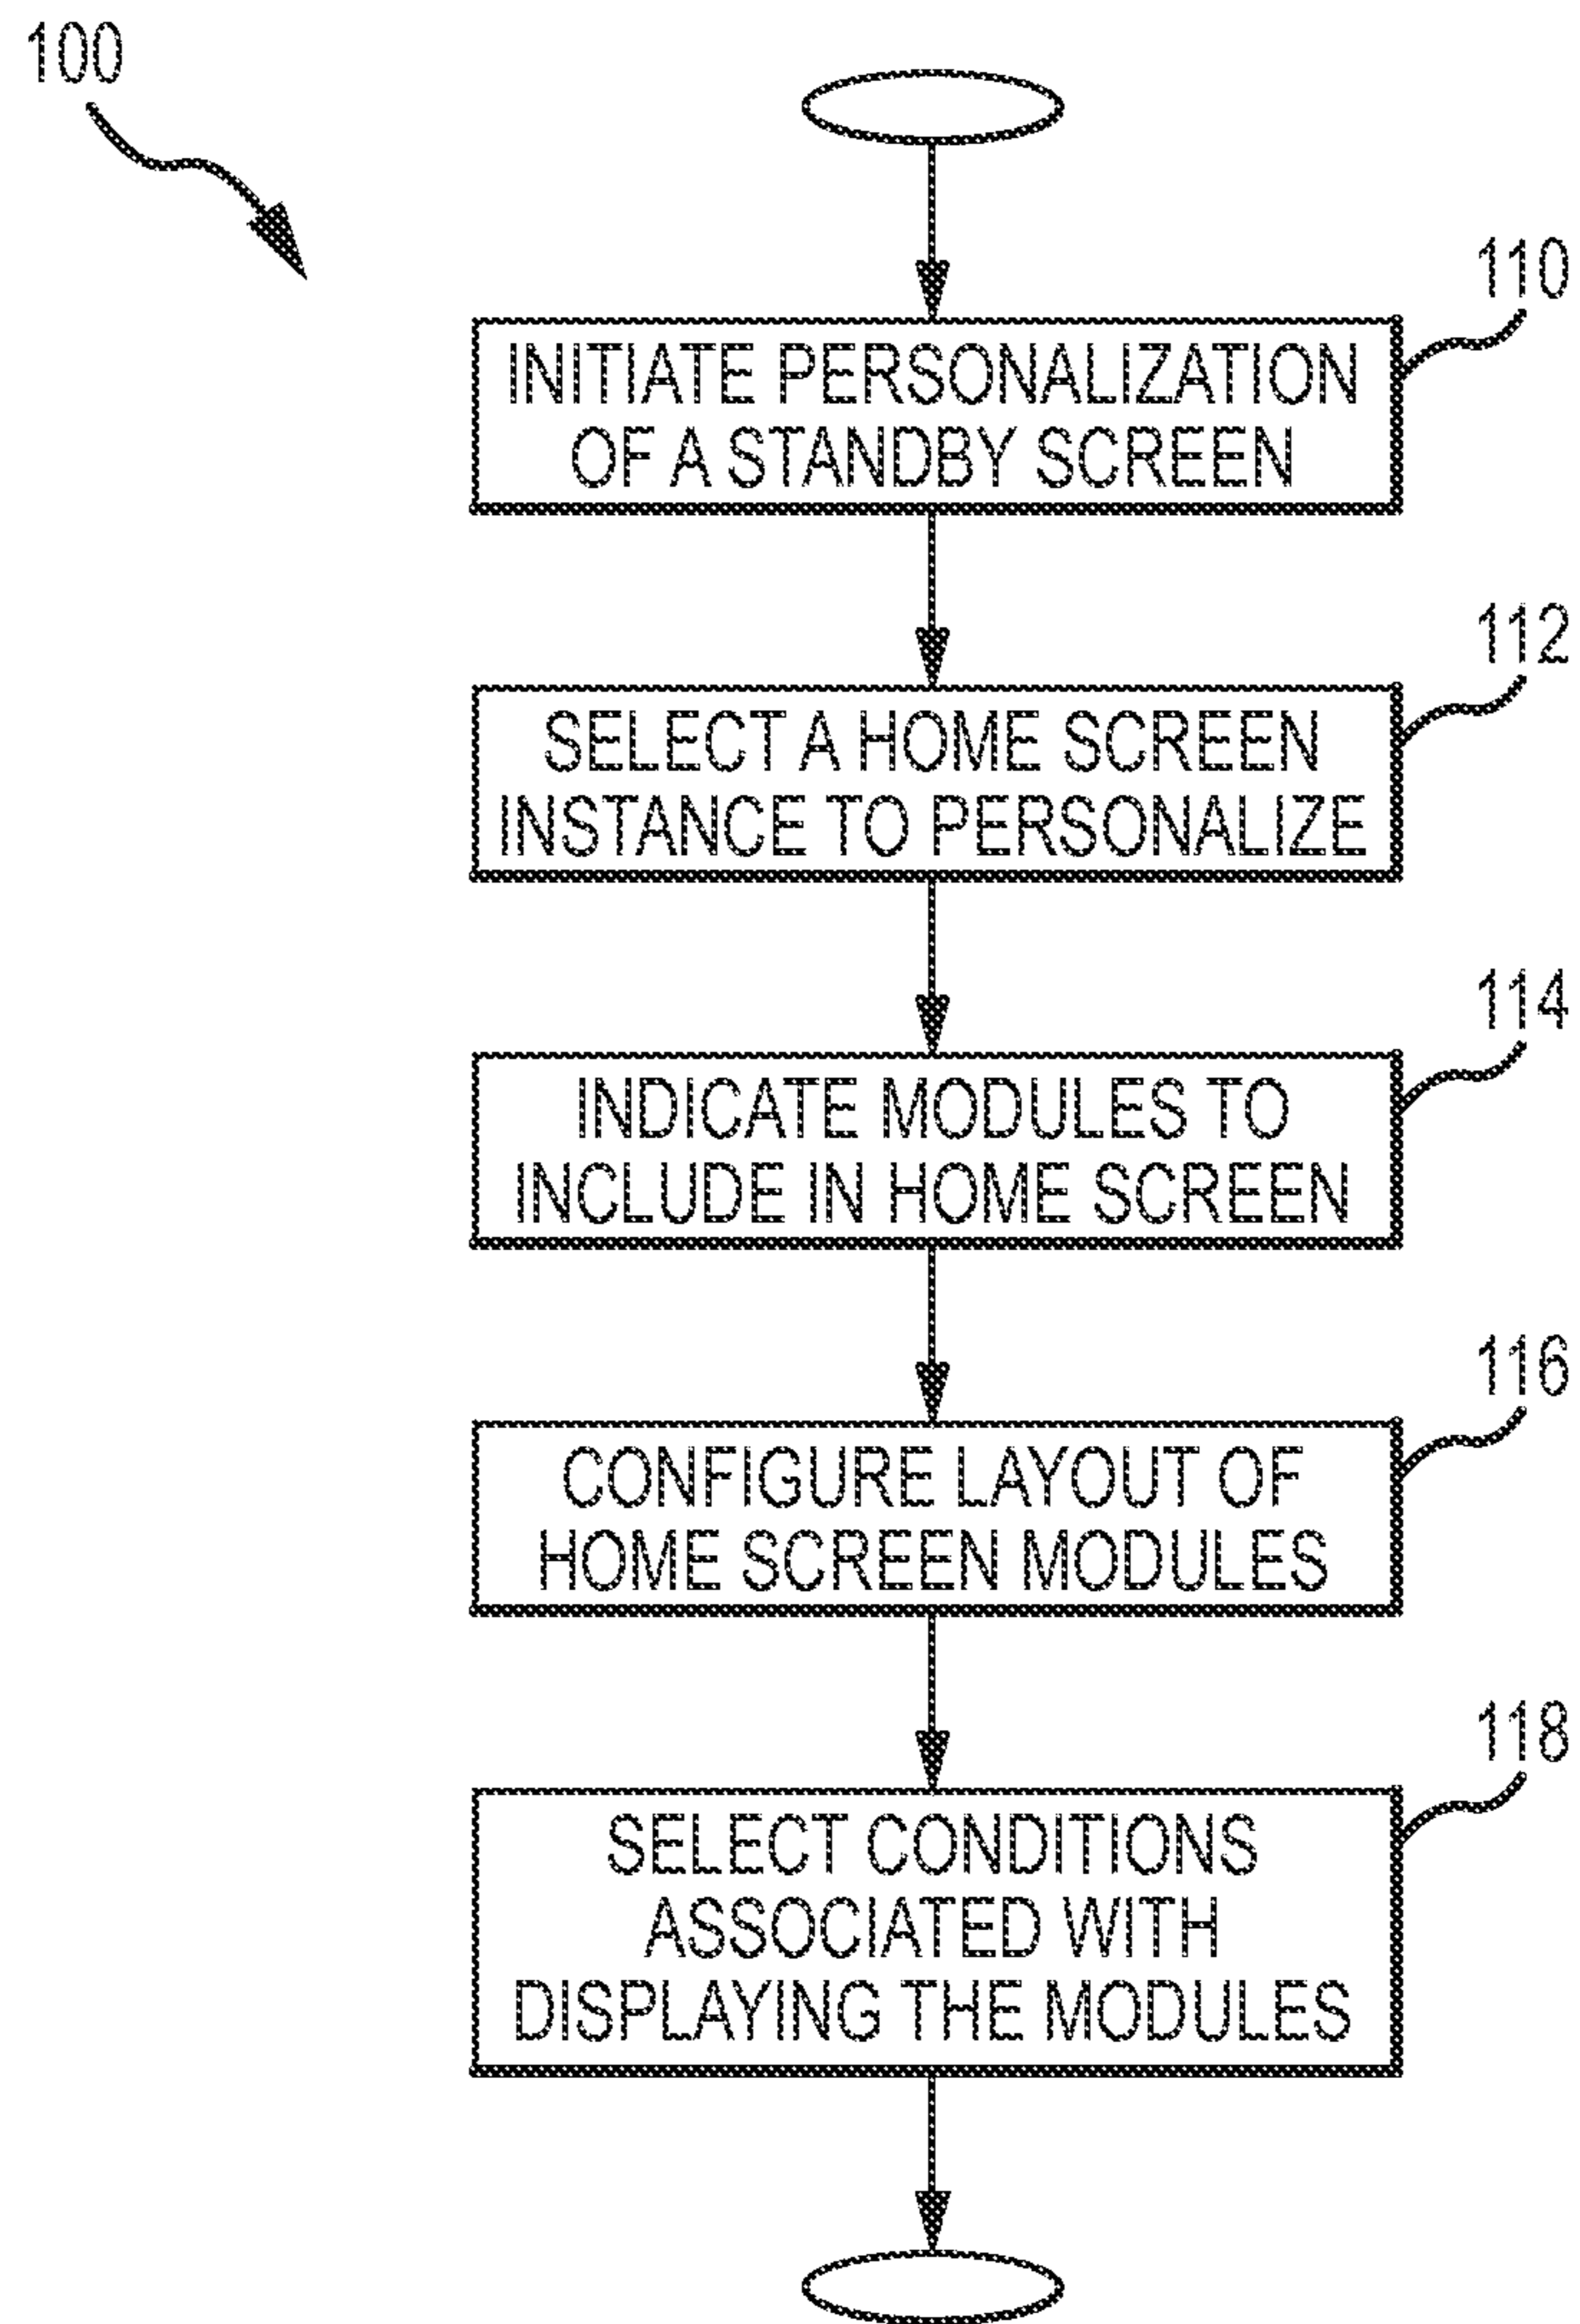 100
110
INITIATE PERSONALIZATION
OF A STANDBY SCREEN
112
SELECT A HOME SCREEN
INSTANCE TO PERSONALIZE
114
INDICATE MODULES TO
INCLUDE IN HOME SCREEN
116
CONFIGURE LAYOUT OF
HOME SCREEN MODULES
118
SELECT CONDITIONS
ASSOCIATED WITH
DISPLAYING THE MODULES